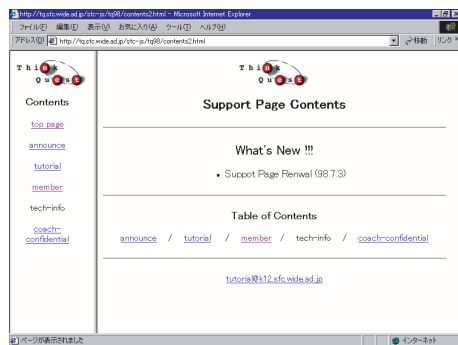 http://tq.sfc.wide.ad.jp/sfc-js/tq98/contents2.html - Microsoft Internet Explorer
ファイル(F) 編集(E) 表示(V) お気に入り(A) ツール(T) ヘルプ(H)
アドレス(D) http://tq.sfc.wide.ad.jp/sfc-js/tq98/contents2.html 移動 リンク
Think
Quest
Think
Quest
Contents
top page
announce
tutorial
member
tech-info
coach-
confidential
Support Page Contents
What's New !!!
• Suppot Page Renwal (98.7.3)
Table of Contents
announce / tutorial / member / tech-info / coach-confidential
tutorial@k12.sfc.wide.ad.jp
ページが表示されました インターネット